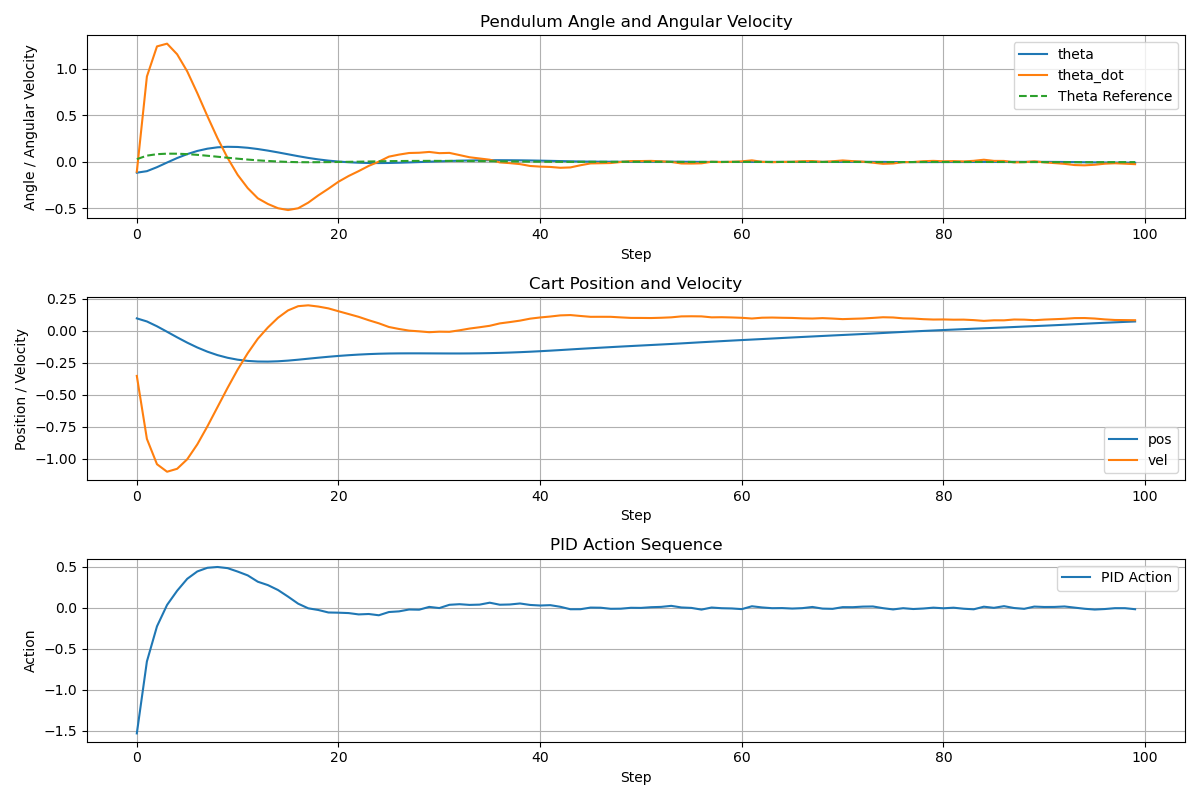 Pendulum Angle and Angular Velocity
Angle / Angular Velocity
1.0
0.5
0.0
−0.5
theta
theta_dot
Theta Reference
0 20 40 60 80 100
Step
Cart Position and Velocity
Position / Velocity
0.25
0.00
−0.25
−0.50
−0.75
−1.00
pos
vel
0 20 40 60 80 100
Step
PID Action Sequence
Action
0.5
0.0
−0.5
−1.0
−1.5
PID Action
0 20 40 60 80 100
Step